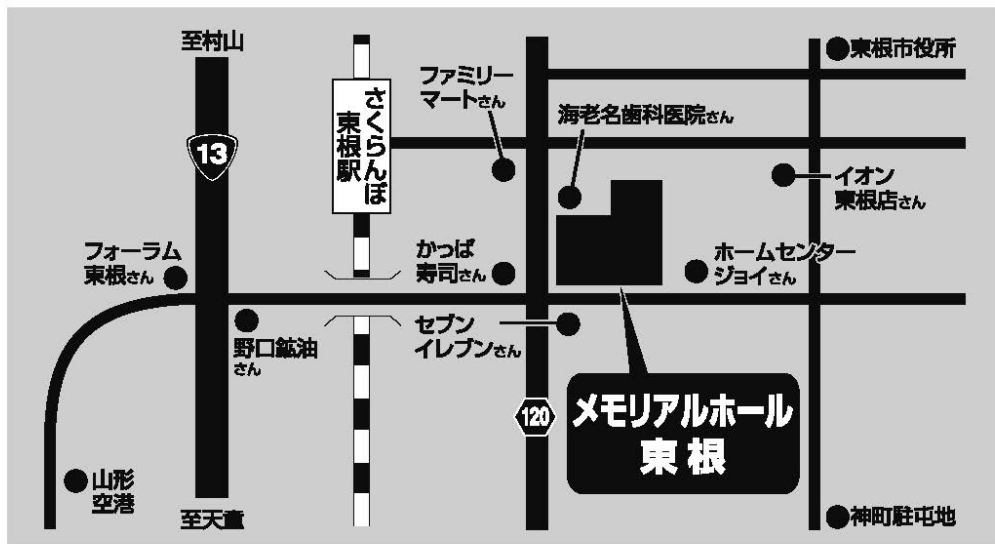 至村山
13
さくらんぼ
東根駅
ファミリー
マートさん
海老名歯科医院さん
東根市役所
イオン
東根店さん
フォーラム
東根さん
かっぱ
寿司さん
ホームセンター
ジョイさん
野口鉱油
さん
セブン
イレブンさん
120
メモリアルホール
東根
山形
空港
至天童
神町駐屯地